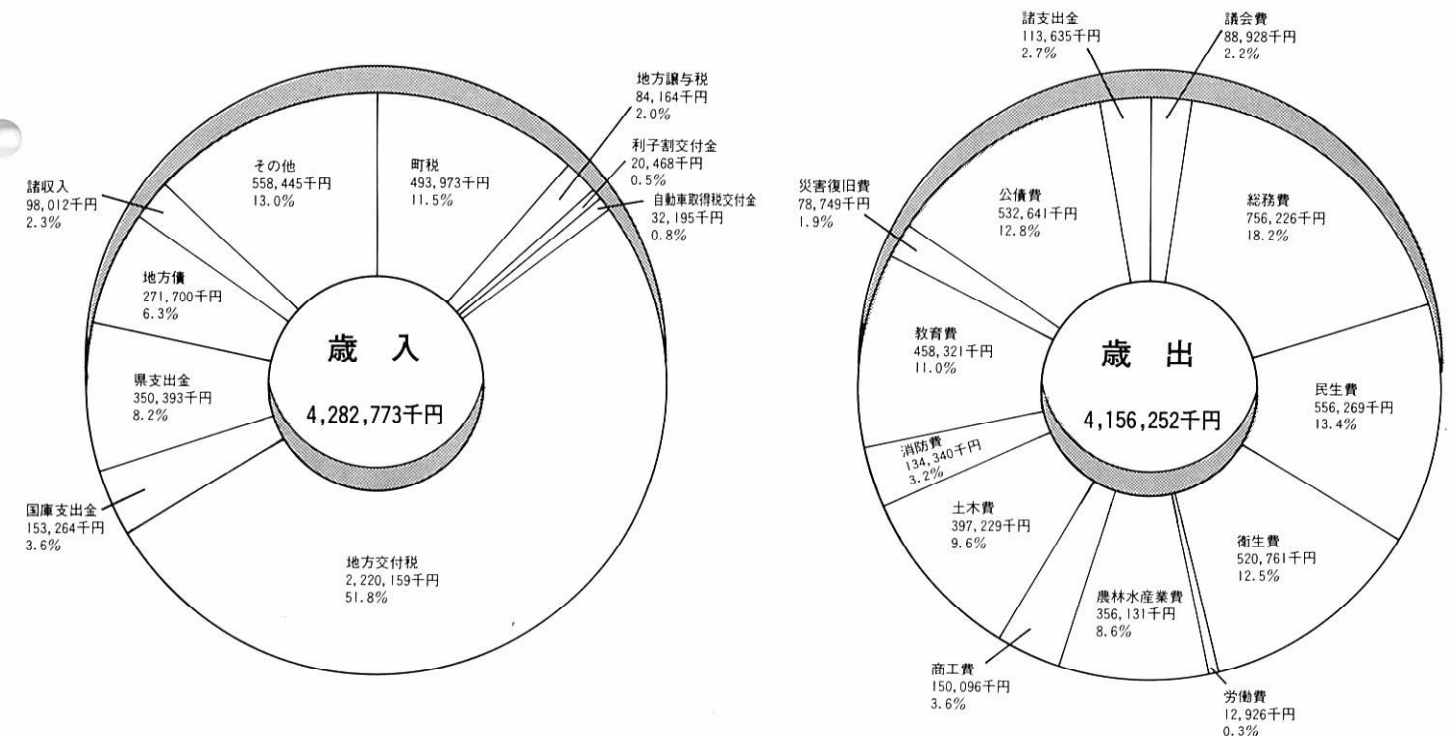 歳入
4,282,773千円
町税
493,973千円
11.5%
地方譲与税
84,164千円
2.0%
利子割交付金
20,468千円
0.5%
自動車取得税交付金
32,195千円
0.8%
地方交付税
2,220,159千円
51.8%
国庫支出金
153,264千円
3.6%
県支出金
350,393千円
8.2%
地方債
271,700千円
6.3%
諸収入
98,012千円
2.3%
その他
558,445千円
13.0%
歳出
4,156,252千円
議会費
88,928千円
2.2%
総務費
756,226千円
18.2%
民生費
556,269千円
13.4%
衛生費
520,761千円
12.5%
労働費
12,926千円
0.3%
農林水産業費
356,131千円
8.6%
商工費
150,096千円
3.6%
土木費
397,229千円
9.6%
消防費
134,340千円
3.2%
教育費
458,321千円
11.0%
災害復旧費
78,749千円
1.9%
公債費
532,641千円
12.8%
諸支出金
113,635千円
2.7%